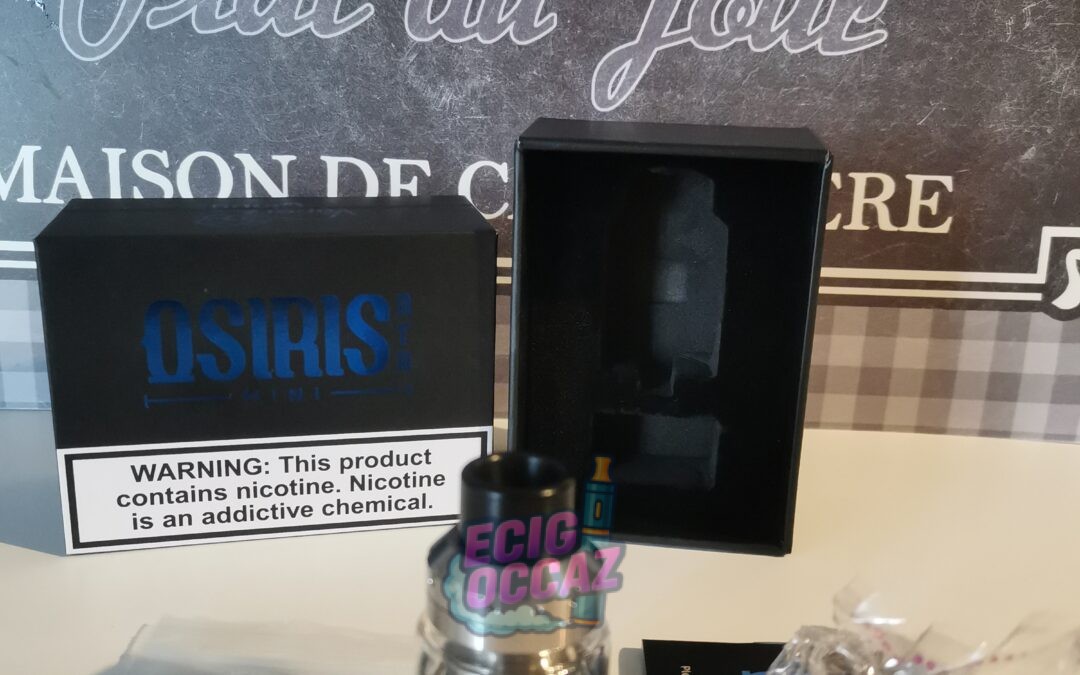 MAISON DE C
ERE
OSIRIS
MINI
WARNING: This product
contains nicotine. Nicotine
is an addictive chemical.
ECIG
OCCAZ